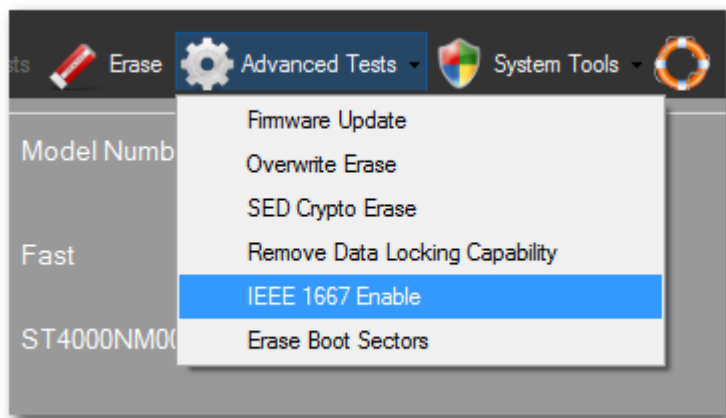 Erase Advanced Tests System Tools
Firmware Update
Model Numb
Overwrite Erase
SED Crypto Erase
Fast
Remove Data Locking Capability
IEEE 1667 Enable
ST4000NM00
Erase Boot Sectors